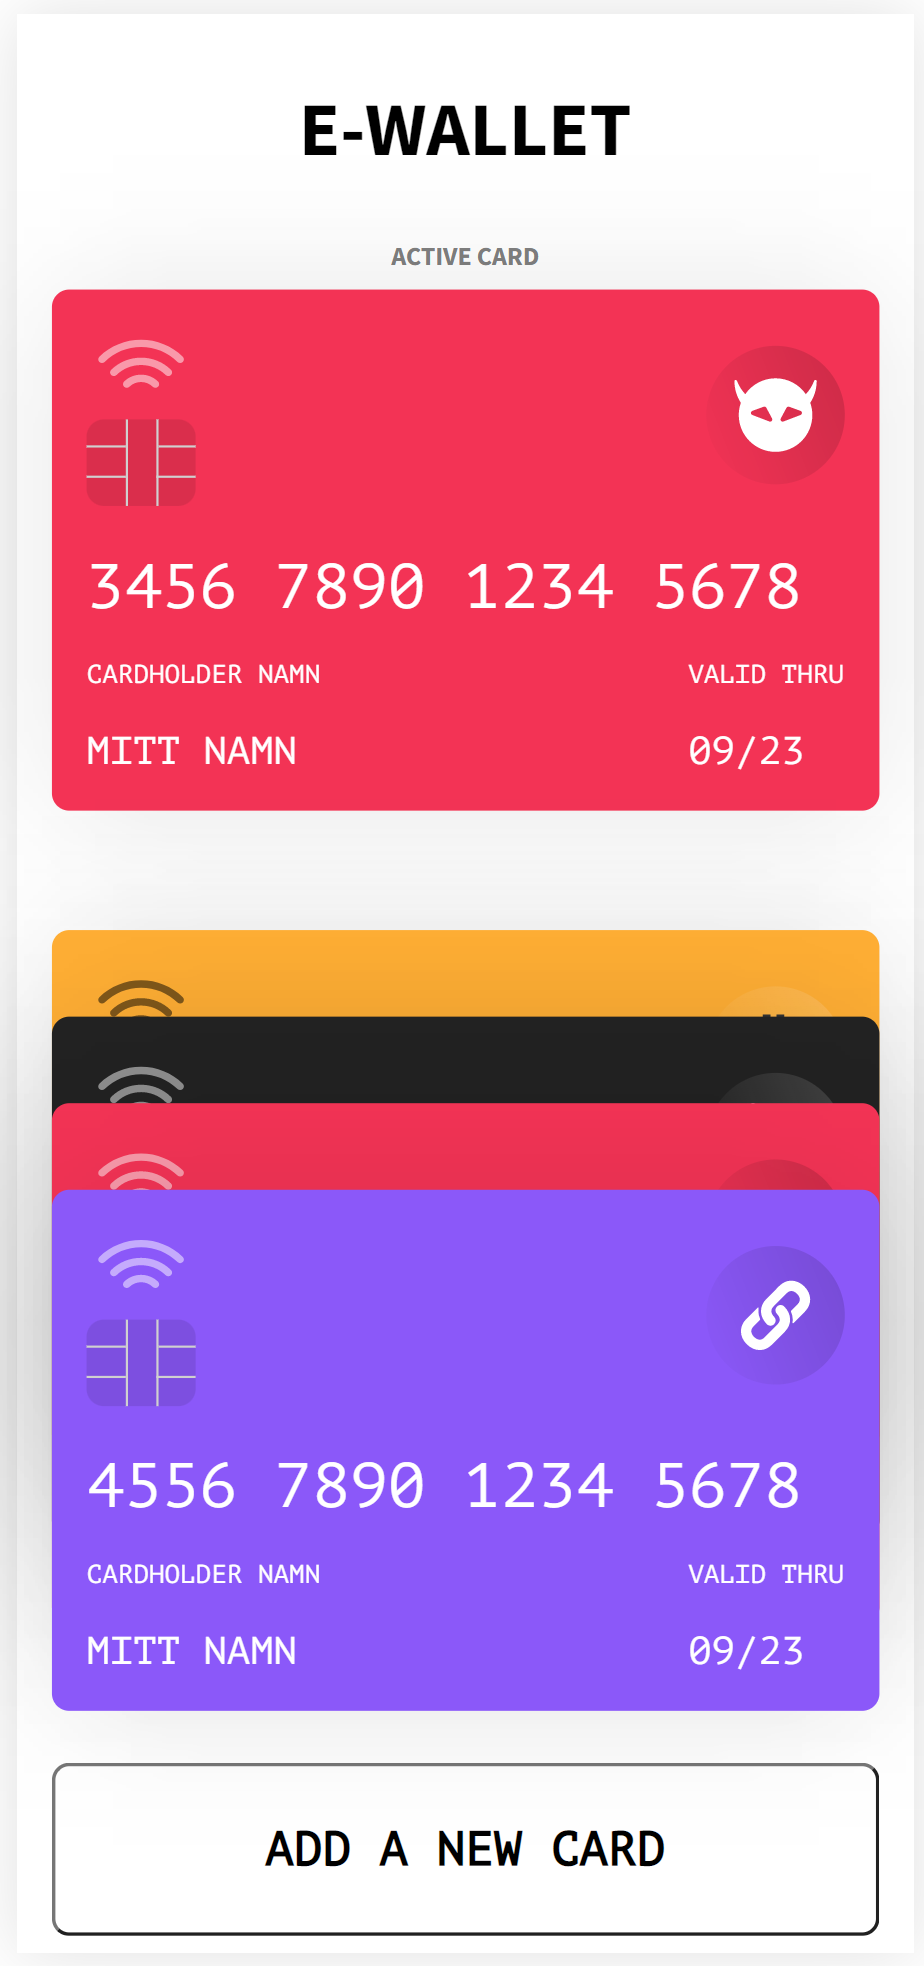 E-WALLET
ACTIVE CARD
3456 7890 1234 5678
CARDHOLDER NAMN VALID THRU
MITT NAMN 09/23
4556 7890 1234 5678
CARDHOLDER NAMN VALID THRU
MITT NAMN 09/23
ADD A NEW CARD